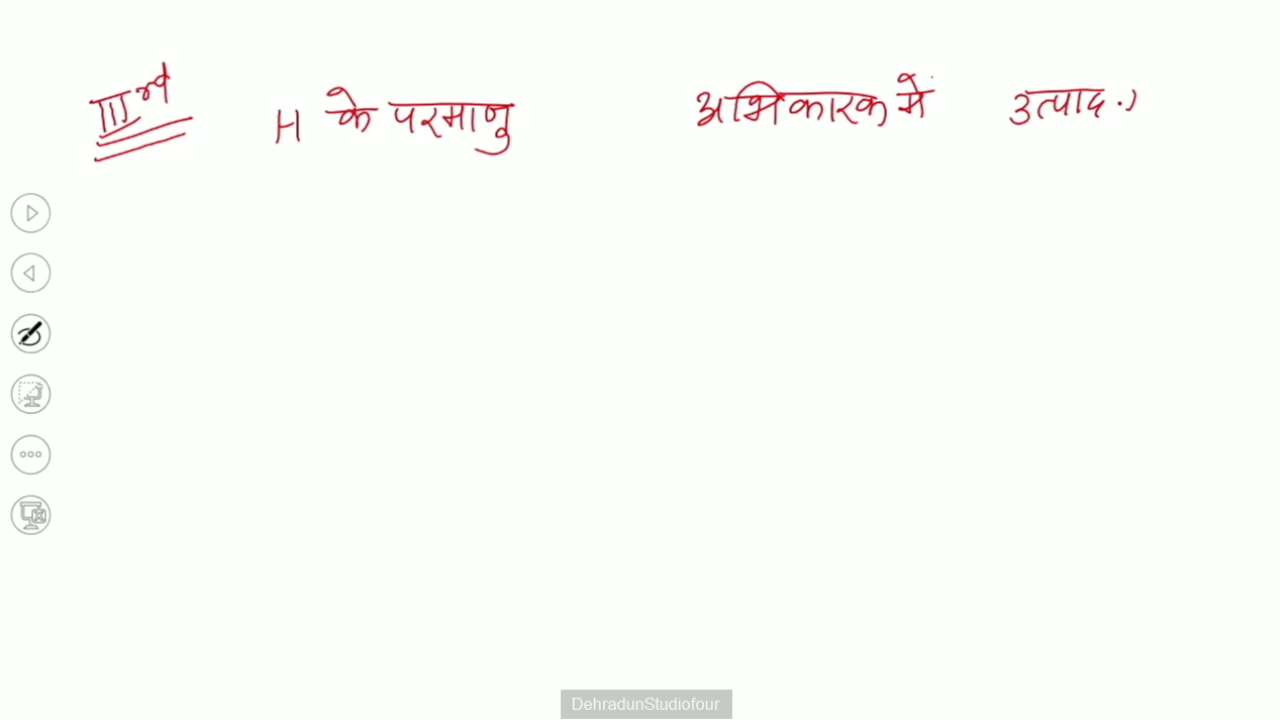 IIIrd H के परमाणु अभिकारक में उत्पाद.)
DehradunStudiofour